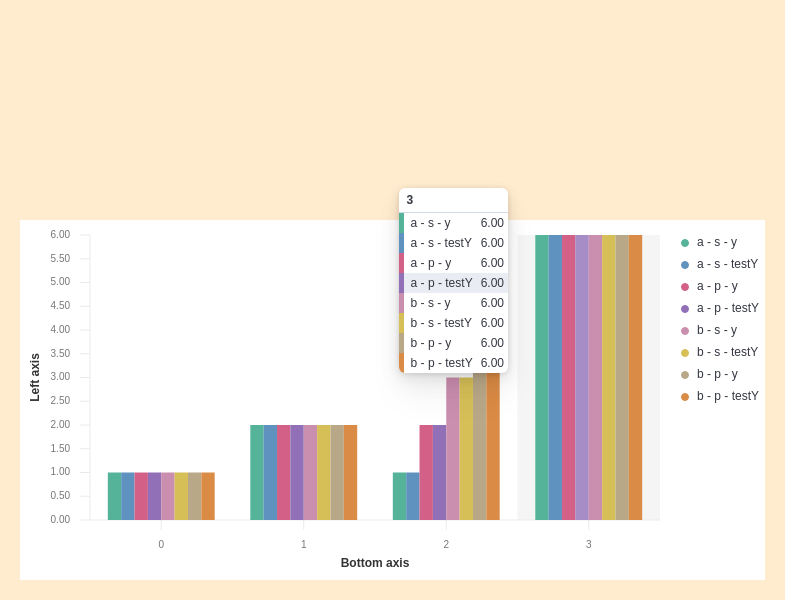 3
a - s - y 6.00
a - s - testY 6.00
a - p - y 6.00
a - p - testY 6.00
b - s - y 6.00
b - s - testY 6.00
b - p - y 6.00
b - p - testY 6.00
Left axis
6.00
5.50
5.00
4.50
4.00
3.50
3.00
2.50
2.00
1.50
1.00
0.50
0.00
0 1 2 3
Bottom axis
a - s - y
a - s - testY
a - p - y
a - p - testY
b - s - y
b - s - testY
b - p - y
b - p - testY